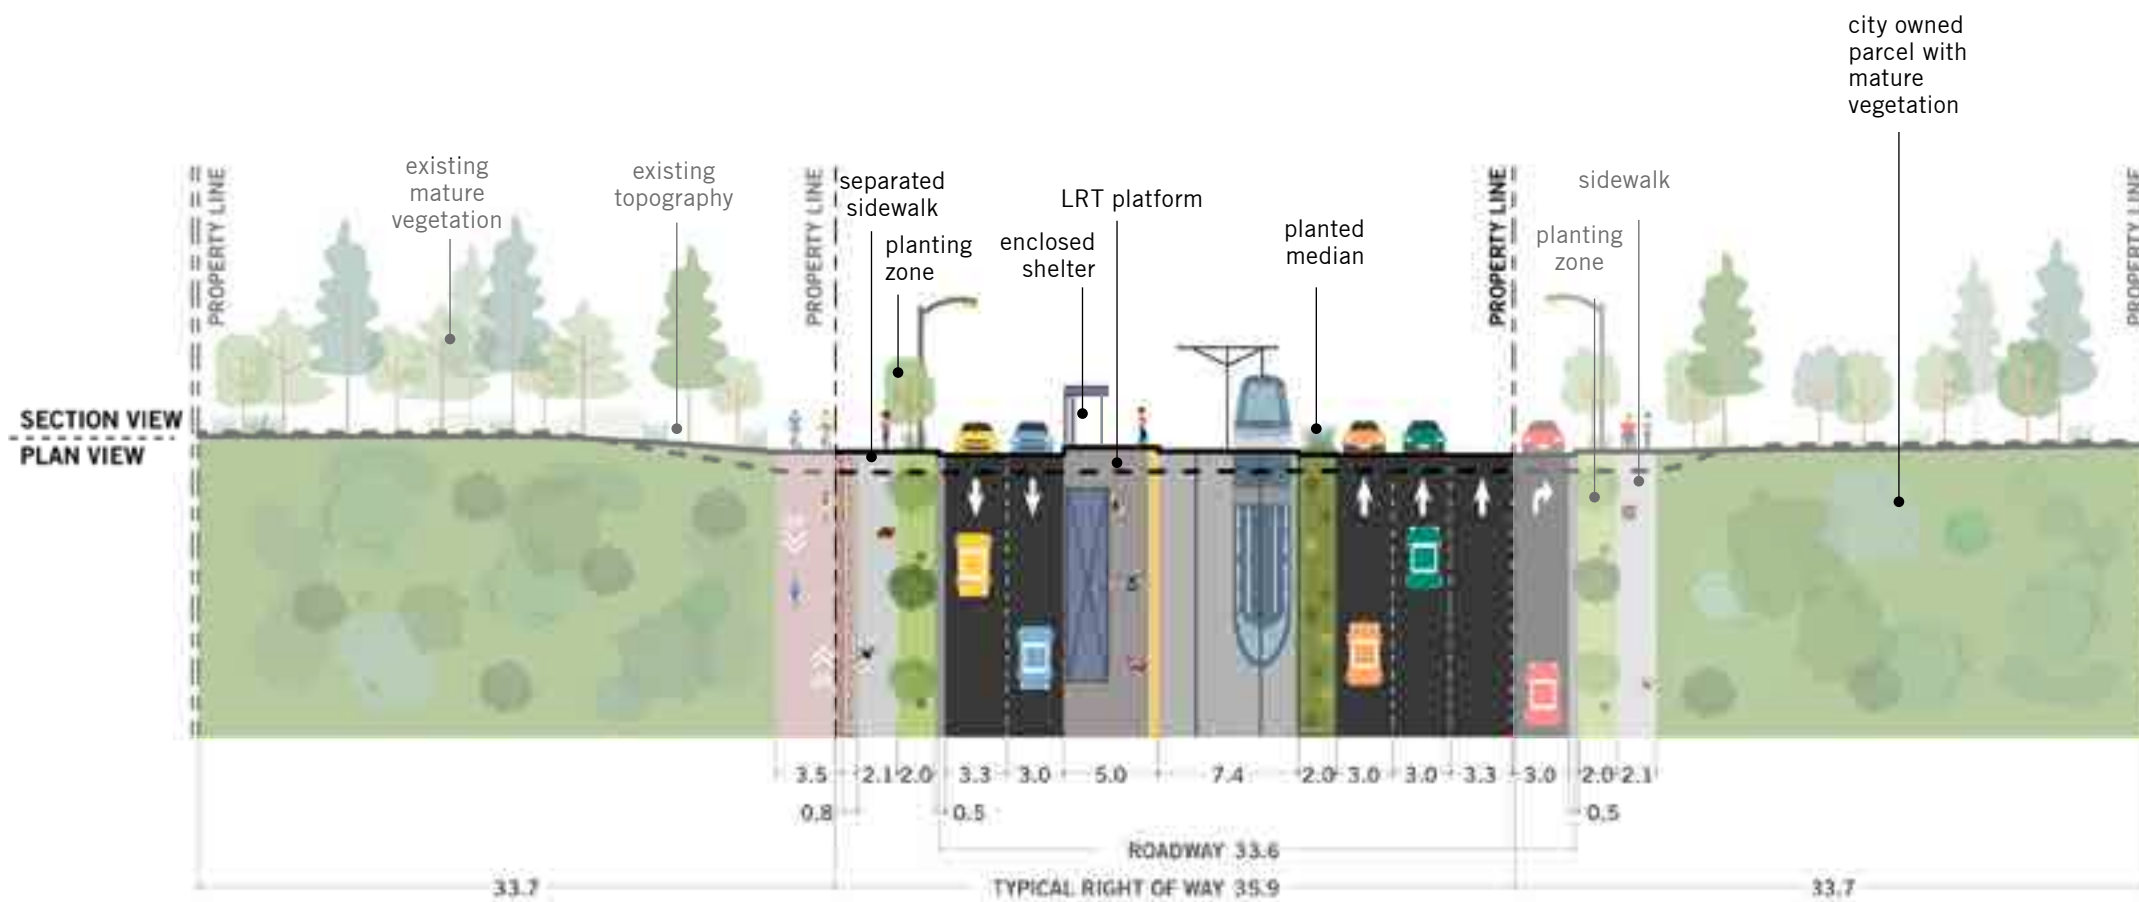 city owned
parcel with
mature
vegetation
existing
mature
vegetation
existing
topography
separated
sidewalk
planting
zone
enclosed
shelter
LRT platform
planted
median
planting
zone
sidewalk
PROPERTY LINE
PROPERTY LINE
PROPERTY LINE
PROPERTY LINE
SECTION VIEW
PLAN VIEW
3.5 2.1 2.0 3.3 3.0 5.0 7.4 2.0 3.0 3.0 3.3 3.0 2.0 2.1
0.8 0.5 0.5
ROADWAY 33.6
33.7 TYPICAL RIGHT OF WAY 35.9 33.7